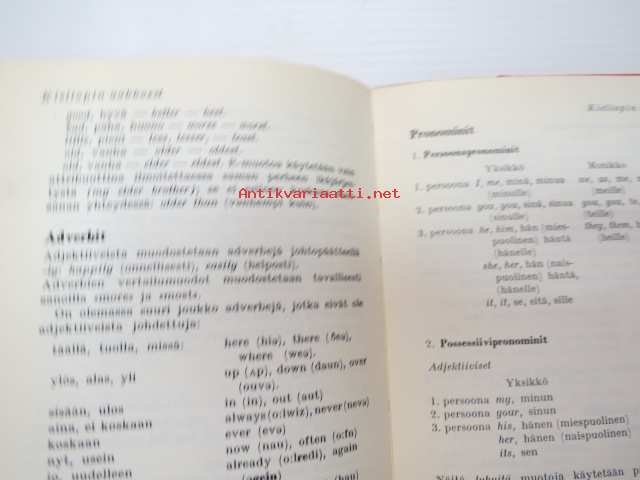 Kieliopin aakkoset
good, hyvä — better — best.
bad, paha, huono — worse — worst.
little, pieni — less, lesser, least.
old, vanha — older — oldest.
old, vanha — elder — eldest. käytetään
saman perheen
(my elder brother); se ei
yhteydessä: older than (vanhempi kuin).
Antikvariaatti.net
Adverbit
Adjektiiveista muodostetaan adverbejä johtopäätteellä
-ly: happily (onnellisesti), easily (helposti).
Adverbien vertailumuodot muodostetaan tavallisesti
sanoilla more ja most.
On olemassa suuri joukko adverbejä, jotka eivät ole
adjektiiveista johdettuja:
täällä, tuolla, missä: here (hiə), there (ðeə),
where (weə).
ylös, alas, yli up (ʌp), down (daun), over
(ouvə).
sisään, ulos in (in), out (aut)
aina, ei koskaan always (o:lwiz), never (nevə)
koskaan ever (evə)
nyt, usein now (nau), often (o:fn)
jo, uudelleen already (o:lredi), again
(əgein)
Kieliopin
Pronominit
1. Persoonapronominit
Yksikkö Monikko
1. persoona I, me, minä, minua we, us, me,
(minulle) (meille)
2. persoona you, you, sinä, you, you, te,
(sinulle) (teille)
3. persoona he, him, hän (mies- they, them, he
puolinen) häntä (heille)
(hänelle)
she, her, hän (nais-
puolinen) häntä,
(hänelle)
it, it, se, sitä, sille
2. Possessiivipronominit
Adjektiiviset
Yksikkö
1. persoona my, minun
2. persoona your, sinun
3. persoona his, hänen (miespuolinen)
her, hänen (naispuolinen)
its, sen
Näitä lyhyitä muotoja käytetään